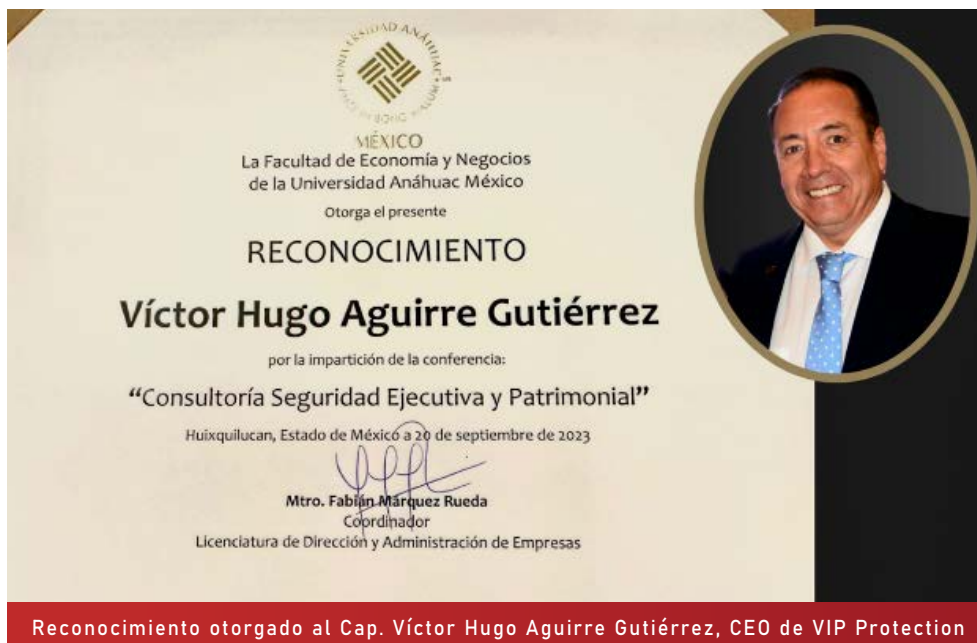 UNIVERSIDAD ANÁHUAC
MÉXICO
La Facultad de Economía y Negocios
de la Universidad Anáhuac México
Otorga el presente
RECONOCIMIENTO
Víctor Hugo Aguirre Gutiérrez
por la impartición de la conferencia:
“Consultoría Seguridad Ejecutiva y Patrimonial”
Huixquilucan, Estado de México a 20 de septiembre de 2023
Mtro. Fabián Márquez Rueda
Coordinador
Licenciatura de Dirección y Administración de Empresas
Reconocimiento otorgado al Cap. Víctor Hugo Aguirre Gutiérrez, CEO de VIP Protection